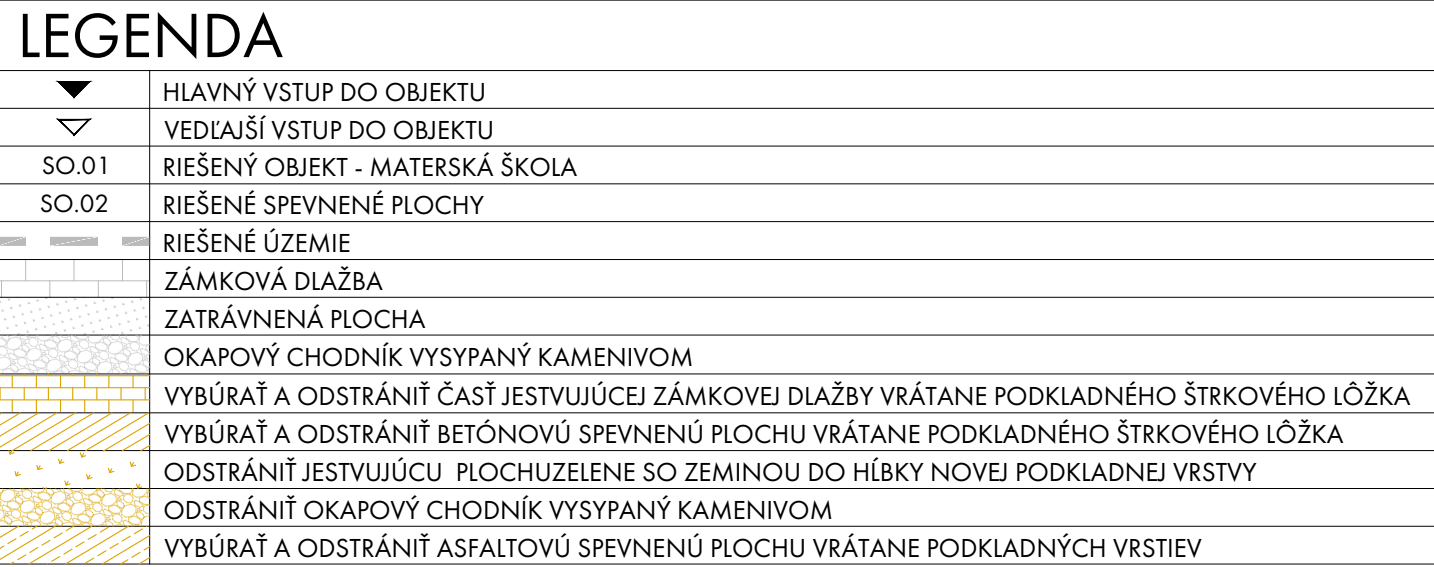 LEGENDA
HLAVNÝ VSTUP DO OBJEKTU
VEDĽAJŠÍ VSTUP DO OBJEKTU
SO.01 RIEŠENÝ OBJEKT - MATERSKÁ ŠKOLA
SO.02 RIEŠENÉ SPEVNENÉ PLOCHY
RIEŠENÉ ÚZEMIE
ZÁMKOVÁ DLAŽBA
ZATRÁVNENÁ PLOCHA
OKAPOVÝ CHODNÍK VYSYPANÝ KAMENIVOM
VYBÚRAŤ A ODSTRÁNIŤ ČASŤ JESTVUJÚCEJ ZÁMKOVEJ DLAŽBY VRÁTANE PODKLADNÉHO ŠTRKOVÉHO LÔŽKA
VYBÚRAŤ A ODSTRÁNIŤ BETÓNOVÚ SPEVNENÚ PLOCHU VRÁTANE PODKLADNÉHO ŠTRKOVÉHO LÔŽKA
ODSTRÁNIŤ JESTVUJÚCU PLOCHUZELENE SO ZEMINOU DO HĹBKY NOVEJ PODKLADNEJ VRSTVY
ODSTRÁNIŤ OKAPOVÝ CHODNÍK VYSYPANÝ KAMENIVOM
VYBÚRAŤ A ODSTRÁNIŤ ASFALTOVÚ SPEVNENÚ PLOCHU VRÁTANE PODKLADNÝCH VRSTIEV